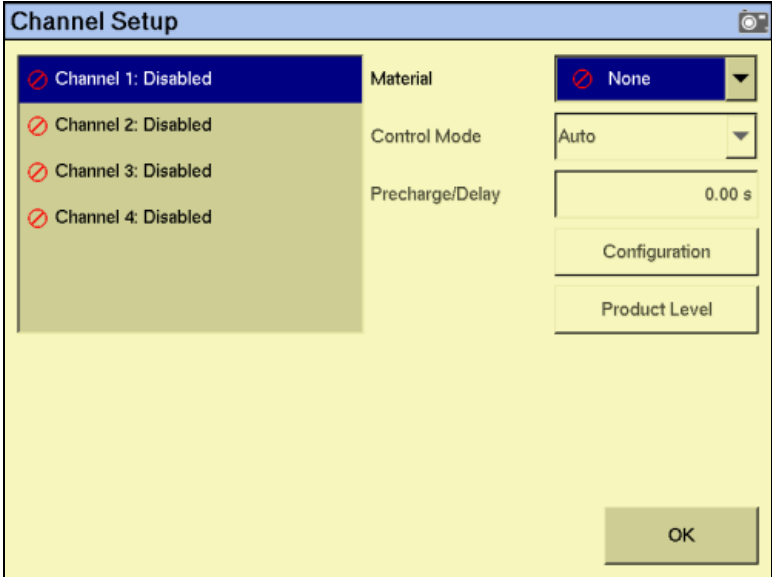 Channel Setup
Channel 1: Disabled
Channel 2: Disabled
Channel 3: Disabled
Channel 4: Disabled
Material
None
Control Mode
Auto
Precharge/Delay
0.00 s
Configuration
Product Level
OK